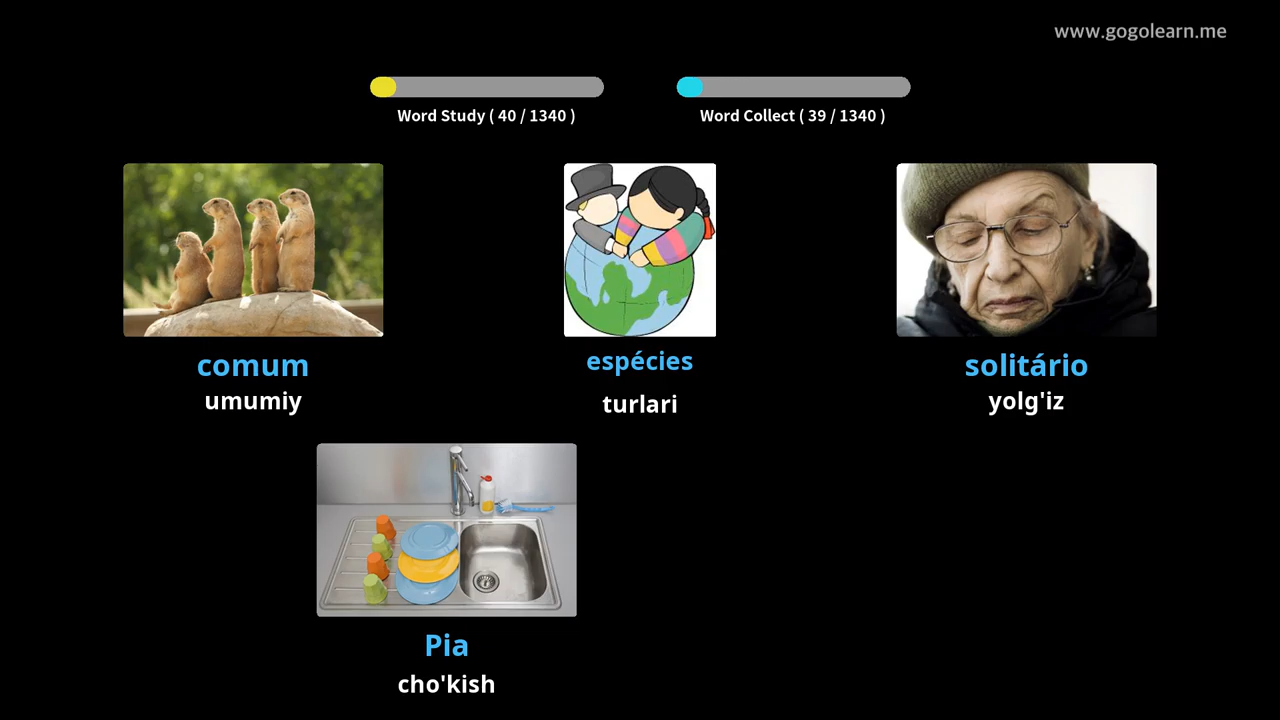 www.gogolearn.me
Word Study ( 40 / 1340 )
Word Collect ( 39 / 1340 )
comum
umumiy
espécies
turlari
solitário
yolg'iz
Pia
cho'kish